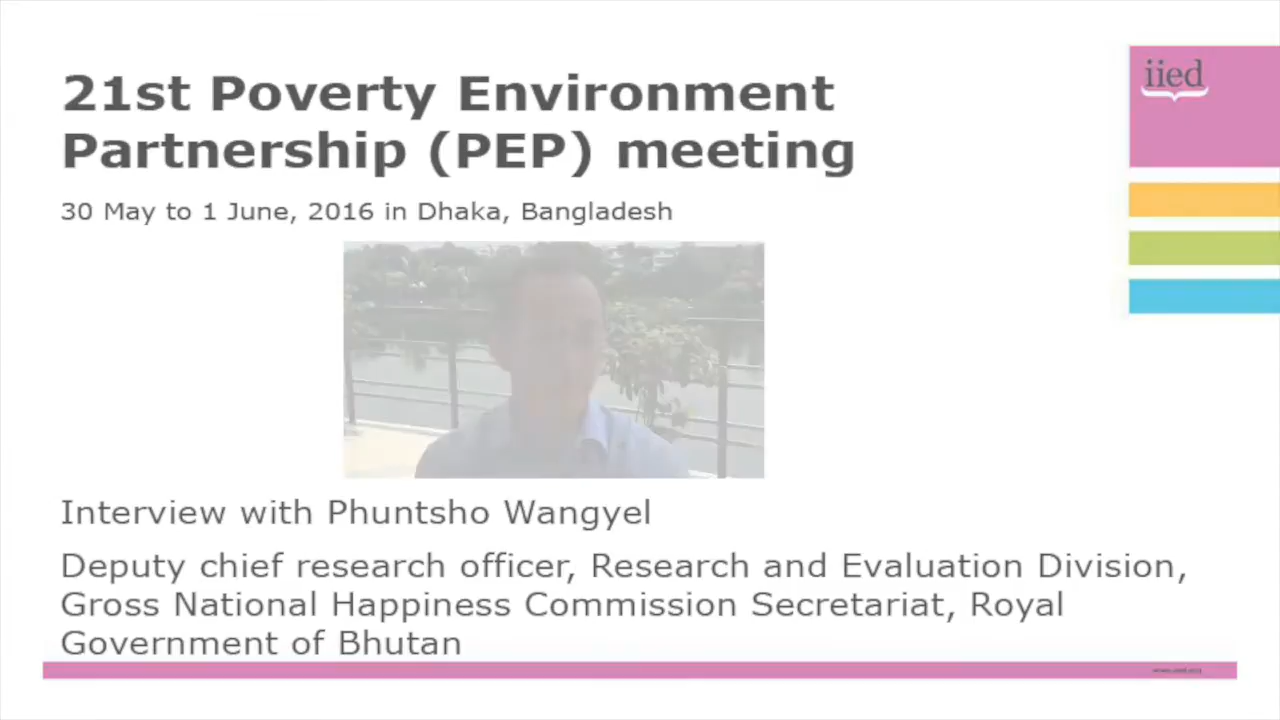 21st Poverty Environment
Partnership (PEP) meeting
iied
30 May to 1 June, 2016 in Dhaka, Bangladesh
Interview with Phuntsho Wangyel
Deputy chief research officer, Research and Evaluation Division,
Gross National Happiness Commission Secretariat, Royal
Government of Bhutan